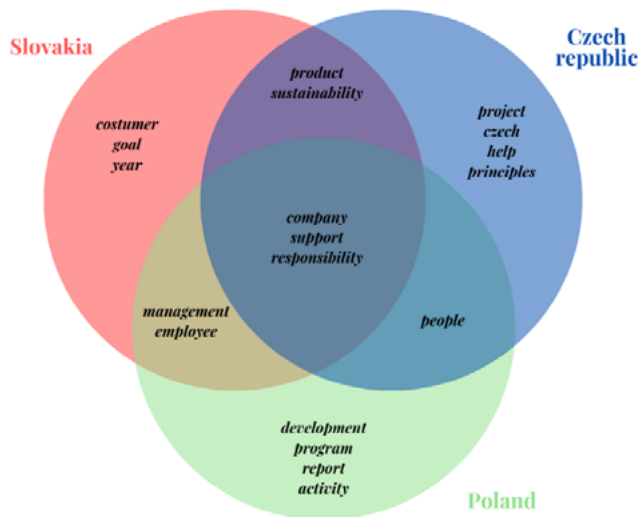 Slovakia
Czech
republic
product
sustainability
costumer
goal
year
project
czech
help
principles
company
support
responsibility
management
employee
people
development
program
report
activity
Poland